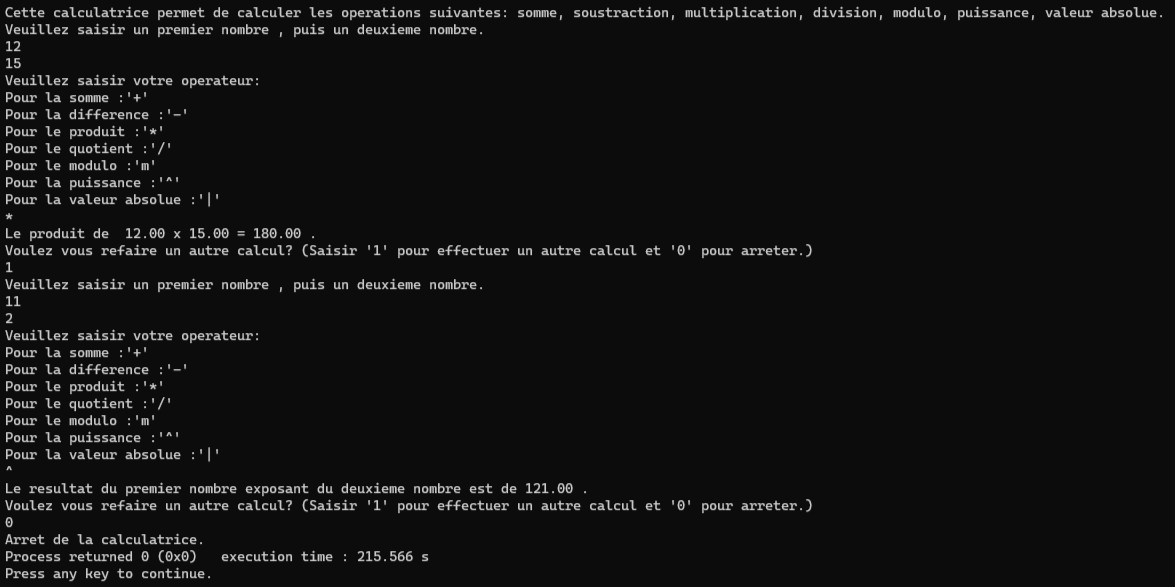 Cette calculatrice permet de calculer les operations suivantes: somme, soustraction, multiplication, division, modulo, puissance, valeur absolue.
Veuillez saisir un premier nombre , puis un deuxieme nombre.
12
15
Veuillez saisir votre operateur:
Pour la somme :'+'
Pour la difference :'-'
Pour le produit :'*'
Pour le quotient :'/'
Pour le modulo :'m'
Pour la puissance :'^'
Pour la valeur absolue :'|'
*
Le produit de  12.00 x 15.00 = 180.00 .
Voulez vous refaire un autre calcul? (Saisir '1' pour effectuer un autre calcul et '0' pour arreter.)
1
Veuillez saisir un premier nombre , puis un deuxieme nombre.
11
2
Veuillez saisir votre operateur:
Pour la somme :'+'
Pour la difference :'-'
Pour le produit :'*'
Pour le quotient :'/'
Pour le modulo :'m'
Pour la puissance :'^'
Pour la valeur absolue :'|'
^
Le resultat du premier nombre exposant du deuxieme nombre est de 121.00 .
Voulez vous refaire un autre calcul? (Saisir '1' pour effectuer un autre calcul et '0' pour arreter.)
0
Arret de la calculatrice.
Process returned 0 (0x0)   execution time : 215.566 s
Press any key to continue.